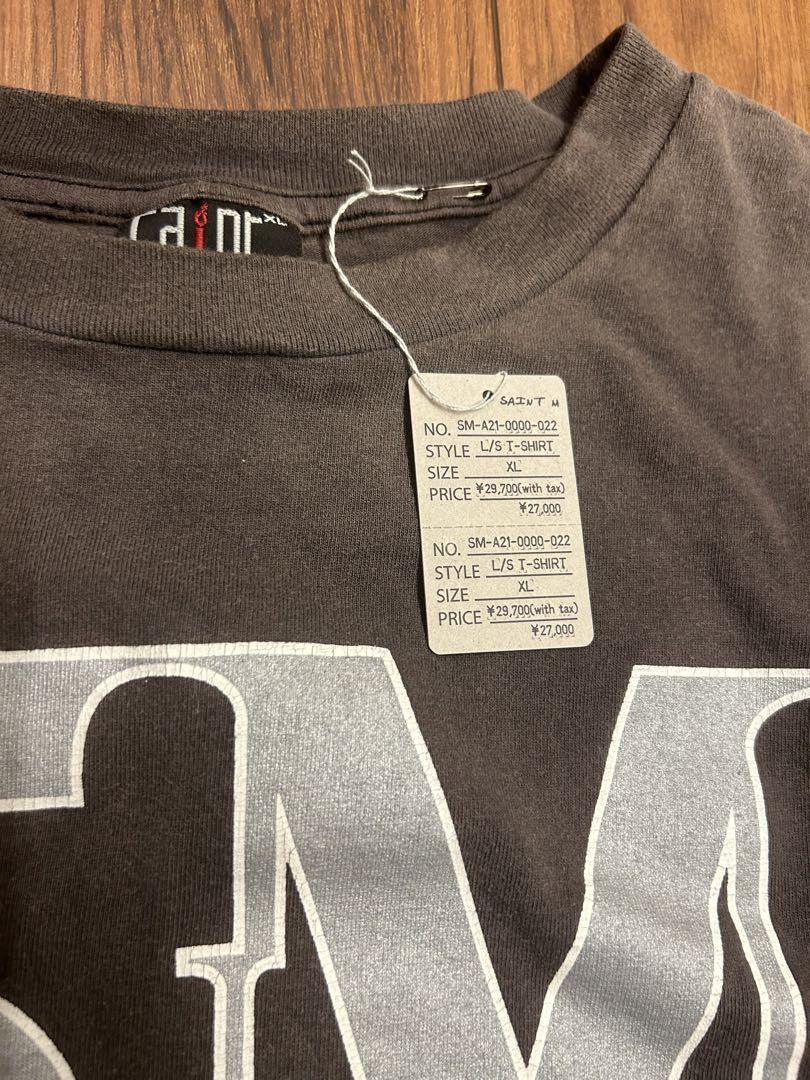 XL
SAINT M
NO. SM-A21-0000-022
STYLE L/S T-SHIRT
SIZE XL
PRICE ¥29,700(with tax)
¥27,000
NO. SM-A21-0000-022
STYLE L/S T-SHIRT
SIZE XL
PRICE ¥29,700(with tax)
¥27,000
M